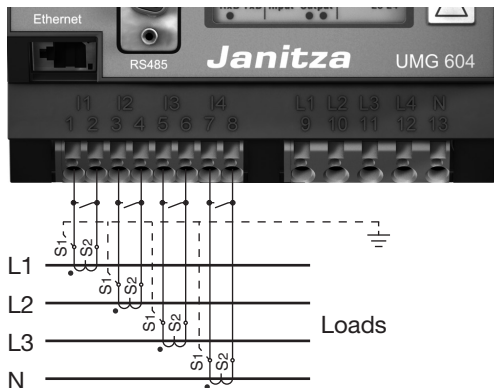 Ethernet
RS485
Janitza
UMG 604
I1 I2 I3 I4
1 2 3 4 5 6 7 8
L1 L2 L3 L4 N
9 10 11 12 13
S1 S2
L1
S1 S2
L2
S1 S2
L3
S1 S2
N
Loads